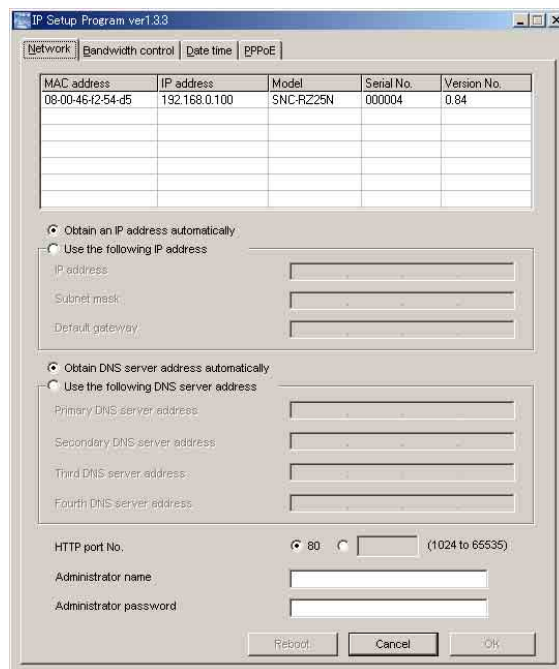 IP Setup Program ver1.3.3
Network Bandwidth control Date time PPPoE
MAC address IP address Model Serial No. Version No.
08-00-46-f2-54-d5 192.168.0.100 SNC-RZ25N 000004 0.84
Obtain an IP address automatically
Use the following IP address
IP address
Subnet mask
Default gateway
Obtain DNS server address automatically
Use the following DNS server address
Primary DNS server address
Secondary DNS server address
Third DNS server address
Fourth DNS server address
HTTP port No. 80 (1024 to 65535)
Administrator name
Administrator password
Reboot Cancel OK